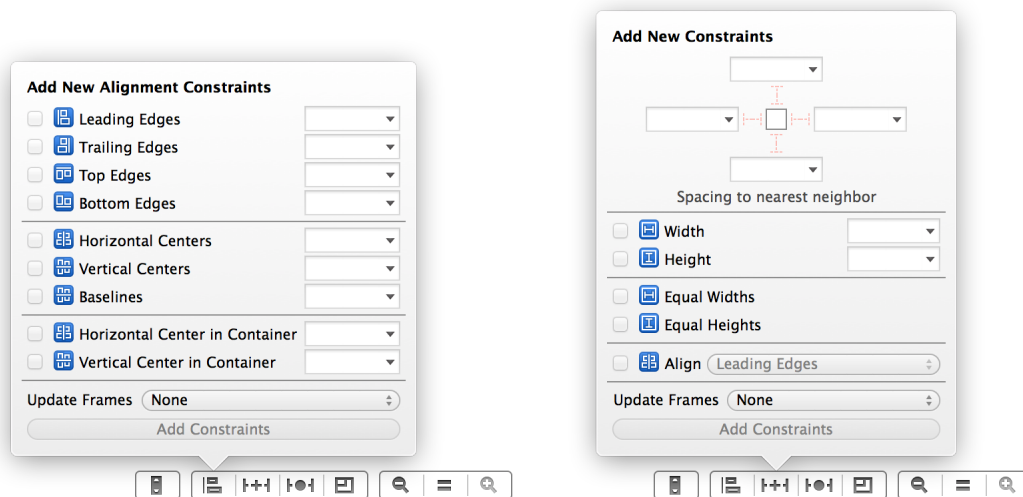 Add New Alignment Constraints
Leading Edges
Trailing Edges
Top Edges
Bottom Edges
Horizontal Centers
Vertical Centers
Baselines
Horizontal Center in Container
Vertical Center in Container
Update Frames None
Add Constraints
Add New Constraints
Spacing to nearest neighbor
Width
Height
Equal Widths
Equal Heights
Align Leading Edges
Update Frames None
Add Constraints